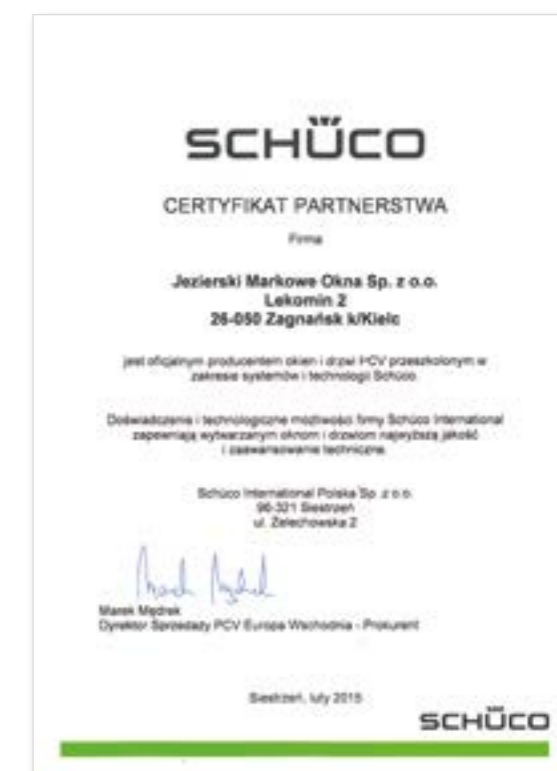 SCHÜCO
CERTYFIKAT PARTNERSTWA
Firma
Jezierski Markowe Okna Sp. z o.o.
Lekomin 2
26-050 Zagnańsk k/Kielc
jest oficjalnym producentem okien i drzwi PCV przeszkolonym w
zakresie systemów i technologii Schüco.
Doświadczenie i technologiczne możliwości firmy Schüco International
zapewniają wytwarzanym oknom i drzwiom najwyższą jakość
i zaawansowanie techniczne.
Schüco International Polska Sp. z o.o.
96-321 Siestrzeń
ul. Żelechowska 2
Marek Mędrek
Dyrektor Sprzedaży PCV Europa Wschodnia - Prokurent
Siestrzeń, luty 2015
SCHÜCO